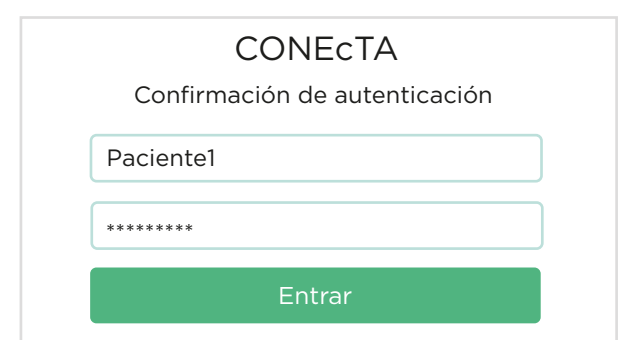 CONEcTA
Confirmación de autenticación
Paciente1
*********
Entrar